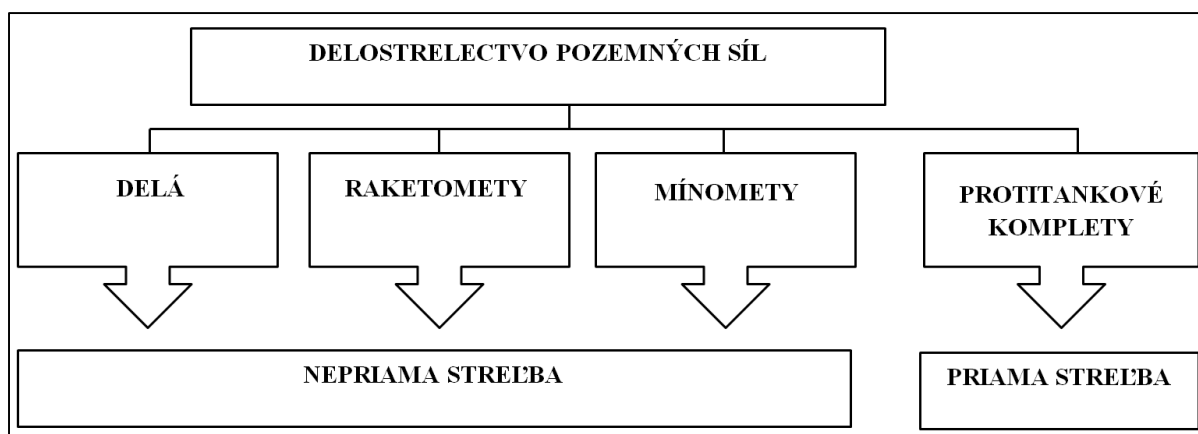 DELOSTRELECTVO POZEMNÝCH SÍL
DELÁ
RAKETOMETY
MÍNOMETY
PROTITANKOVÉ
KOMPLETY
NEPRIAMA STREĽBA
PRIAMA STREĽBA